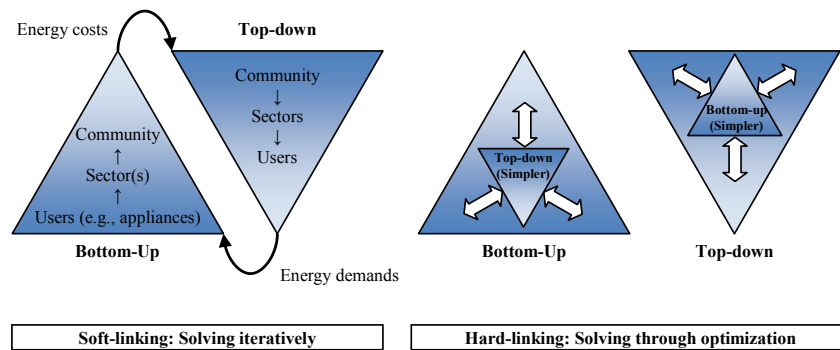 Energy costs
Top-down
Community
↓
Sectors
↓
Users
Community
↑
Sector(s)
↑
Users (e.g., appliances)
Bottom-Up
Energy demands
Soft-linking: Solving iteratively
Top-down
(Simpler)
Bottom-Up
Bottom-up
(Simpler)
Top-down
Hard-linking: Solving through optimization